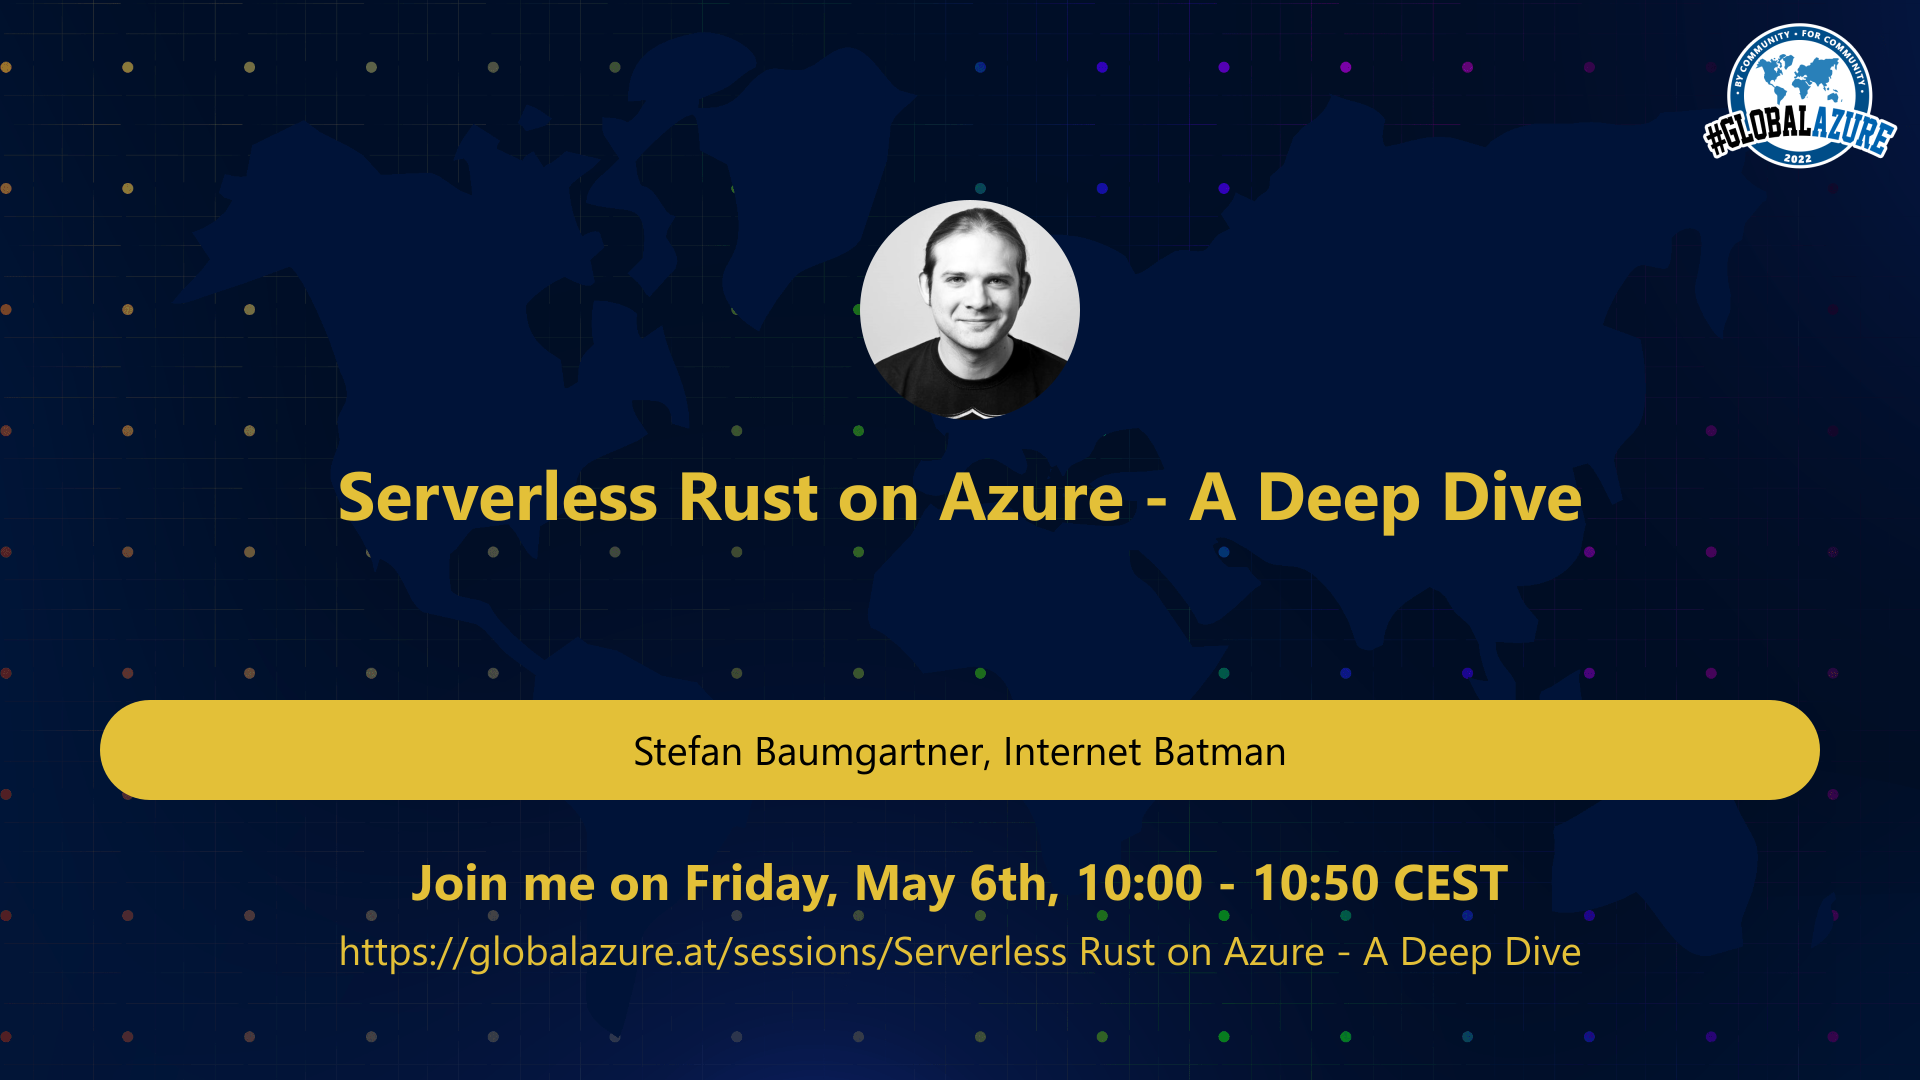 • BY COMMUNITY • FOR COMMUNITY •
#GLOBALAZURE
2022
Serverless Rust on Azure - A Deep Dive
Stefan Baumgartner, Internet Batman
Join me on Friday, May 6th, 10:00 - 10:50 CEST
https://globalazure.at/sessions/Serverless Rust on Azure - A Deep Dive